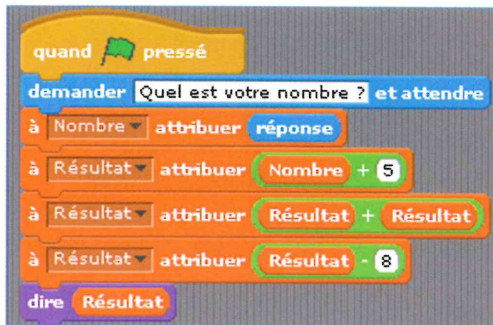 quand pressé
demander Quel est votre nombre ? et attendre
à Nombre attribuer réponse
à Résultat attribuer Nombre + 5
à Résultat attribuer Résultat + Résultat
à Résultat attribuer Résultat - 8
dire Résultat